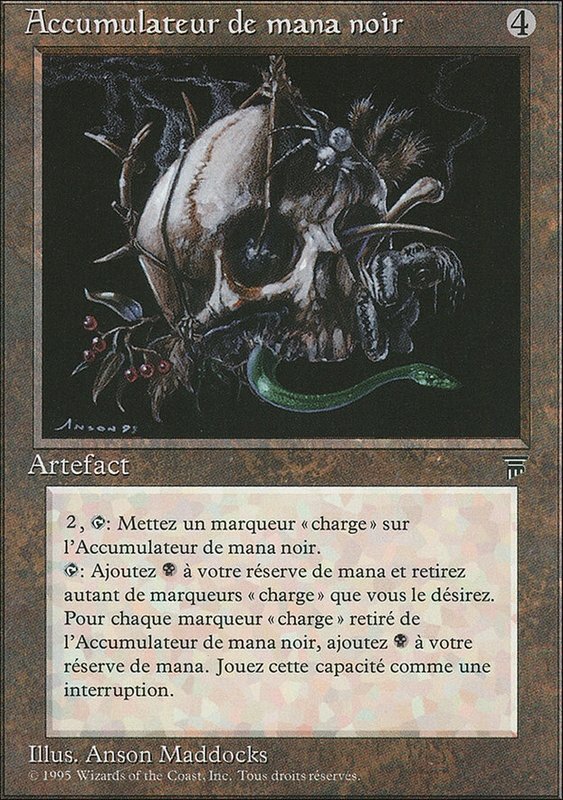 Accumulateur de mana noir 4
ANSON 95
Artefact
2, : Mettez un marqueur «charge» sur
l'Accumulateur de mana noir.
: Ajoutez à votre réserve de mana et retirez
autant de marqueurs «charge» que vous le désirez.
Pour chaque marqueur «charge» retiré de
l'Accumulateur de mana noir, ajoutez à votre
réserve de mana. Jouez cette capacité comme une
interruption.
Illus. Anson Maddocks
© 1995 Wizards of the Coast, Inc. Tous droits réservés.